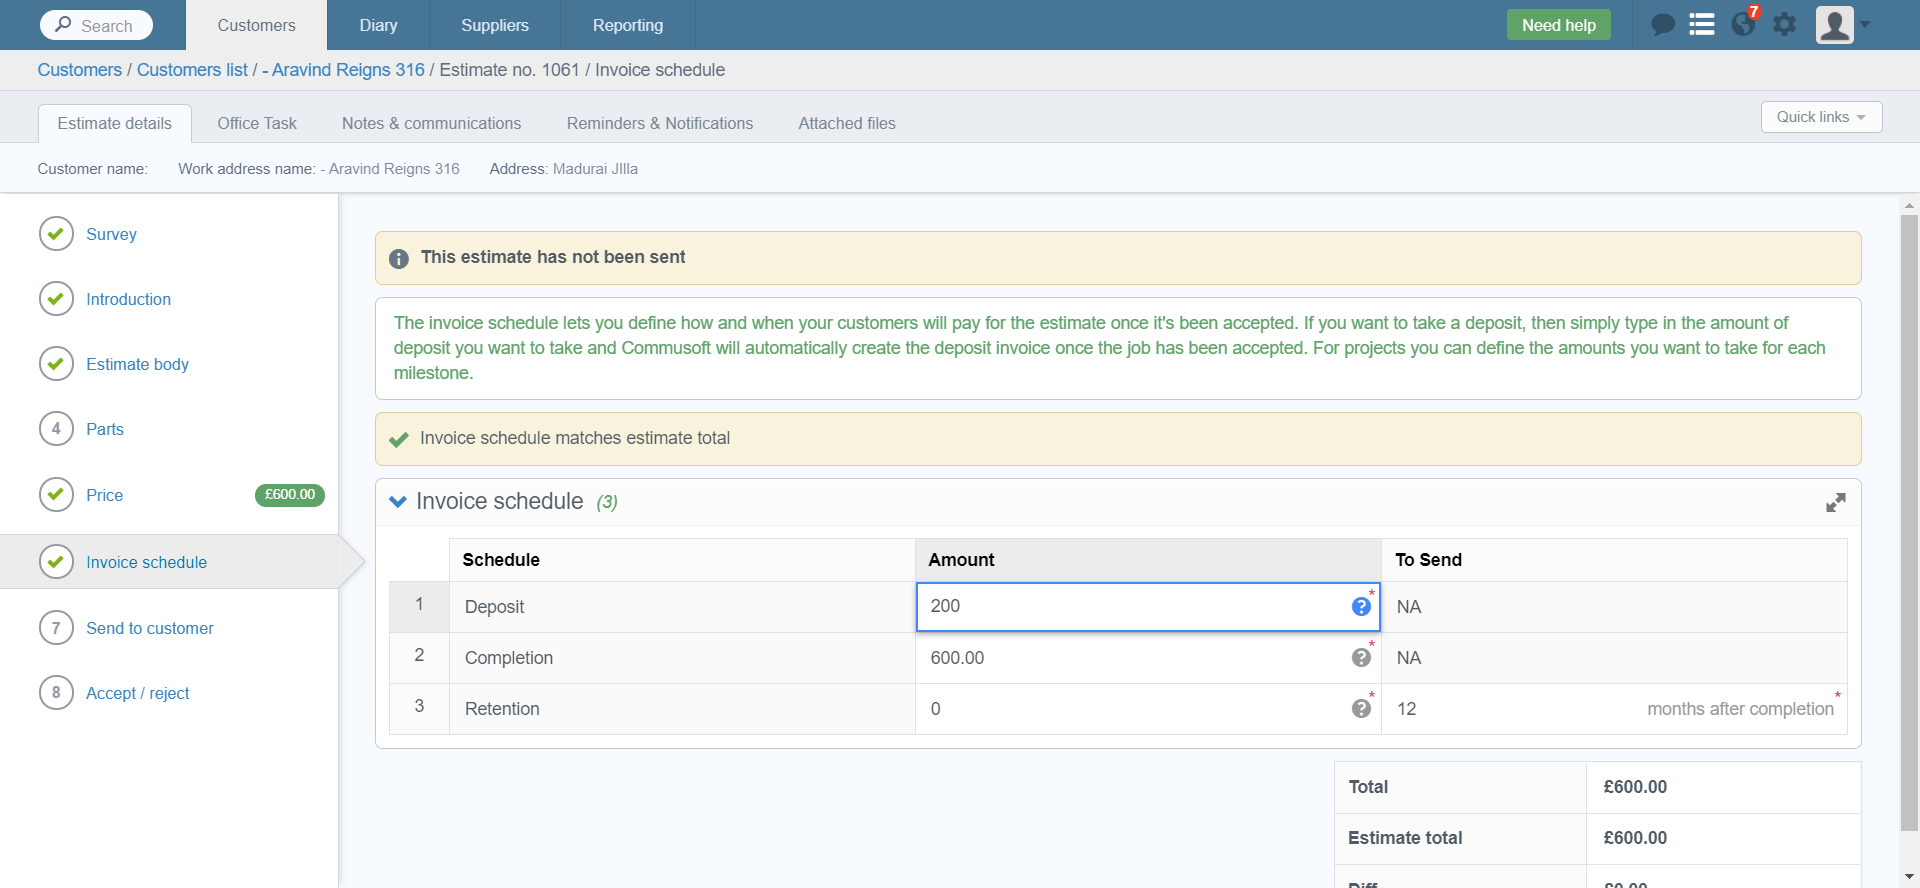 Search
Customers
Diary
Suppliers
Reporting
Need help
7
Customers / Customers list / - Aravind Reigns 316 / Estimate no. 1061 / Invoice schedule
Estimate details
Office Task
Notes & communications
Reminders & Notifications
Attached files
Quick links
Customer name:
Work address name: - Aravind Reigns 316
Address: Madurai JIlla
Survey
Introduction
Estimate body
4 Parts
Price £600.00
Invoice schedule
7 Send to customer
8 Accept / reject
This estimate has not been sent
The invoice schedule lets you define how and when your customers will pay for the estimate once it's been accepted. If you want to take a deposit, then simply type in the amount of
deposit you want to take and Commusoft will automatically create the deposit invoice once the job has been accepted. For projects you can define the amounts you want to take for each
milestone.
Invoice schedule matches estimate total
Invoice schedule (3)
Schedule Amount To Send
1 Deposit 200 ? * NA
2 Completion 600.00 ? * NA
3 Retention 0 ? * 12 months after completion *
Total £600.00
Estimate total £600.00
Diff £0.00